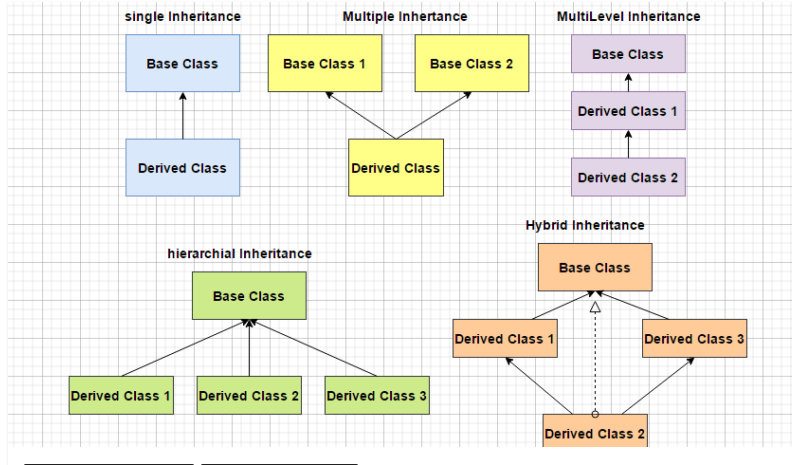 single Inheritance
Multiple Inheritance
MultiLevel Inheritance
Base Class
Base Class 1
Base Class 2
Base Class
Derived Class 1
Derived Class
Derived Class
Derived Class 2
Hybrid Inheritance
hierarchial Inheritance
Base Class
Base Class
Derived Class 1
Derived Class 3
Derived Class 1
Derived Class 2
Derived Class 3
Derived Class 2